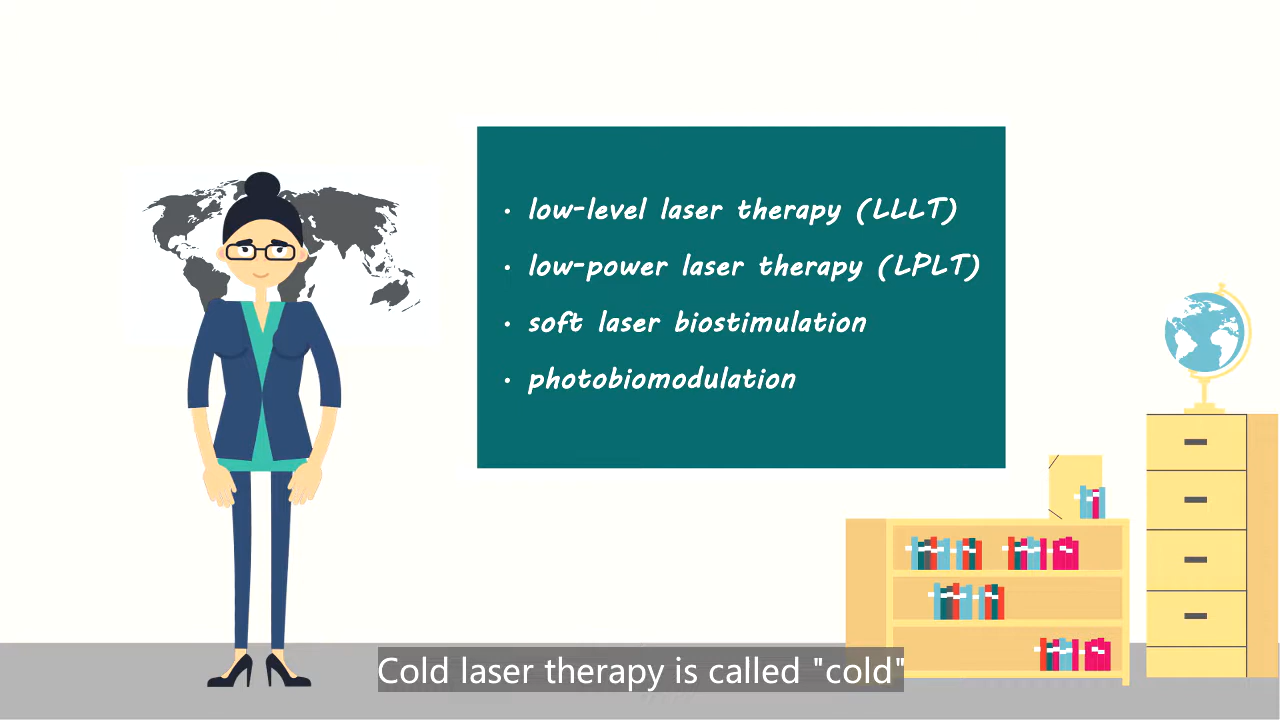 • low-level laser therapy (LLLT)
• low-power laser therapy (LPLT)
• soft laser biostimulation
• photobiomodulation
Cold laser therapy is called "cold"